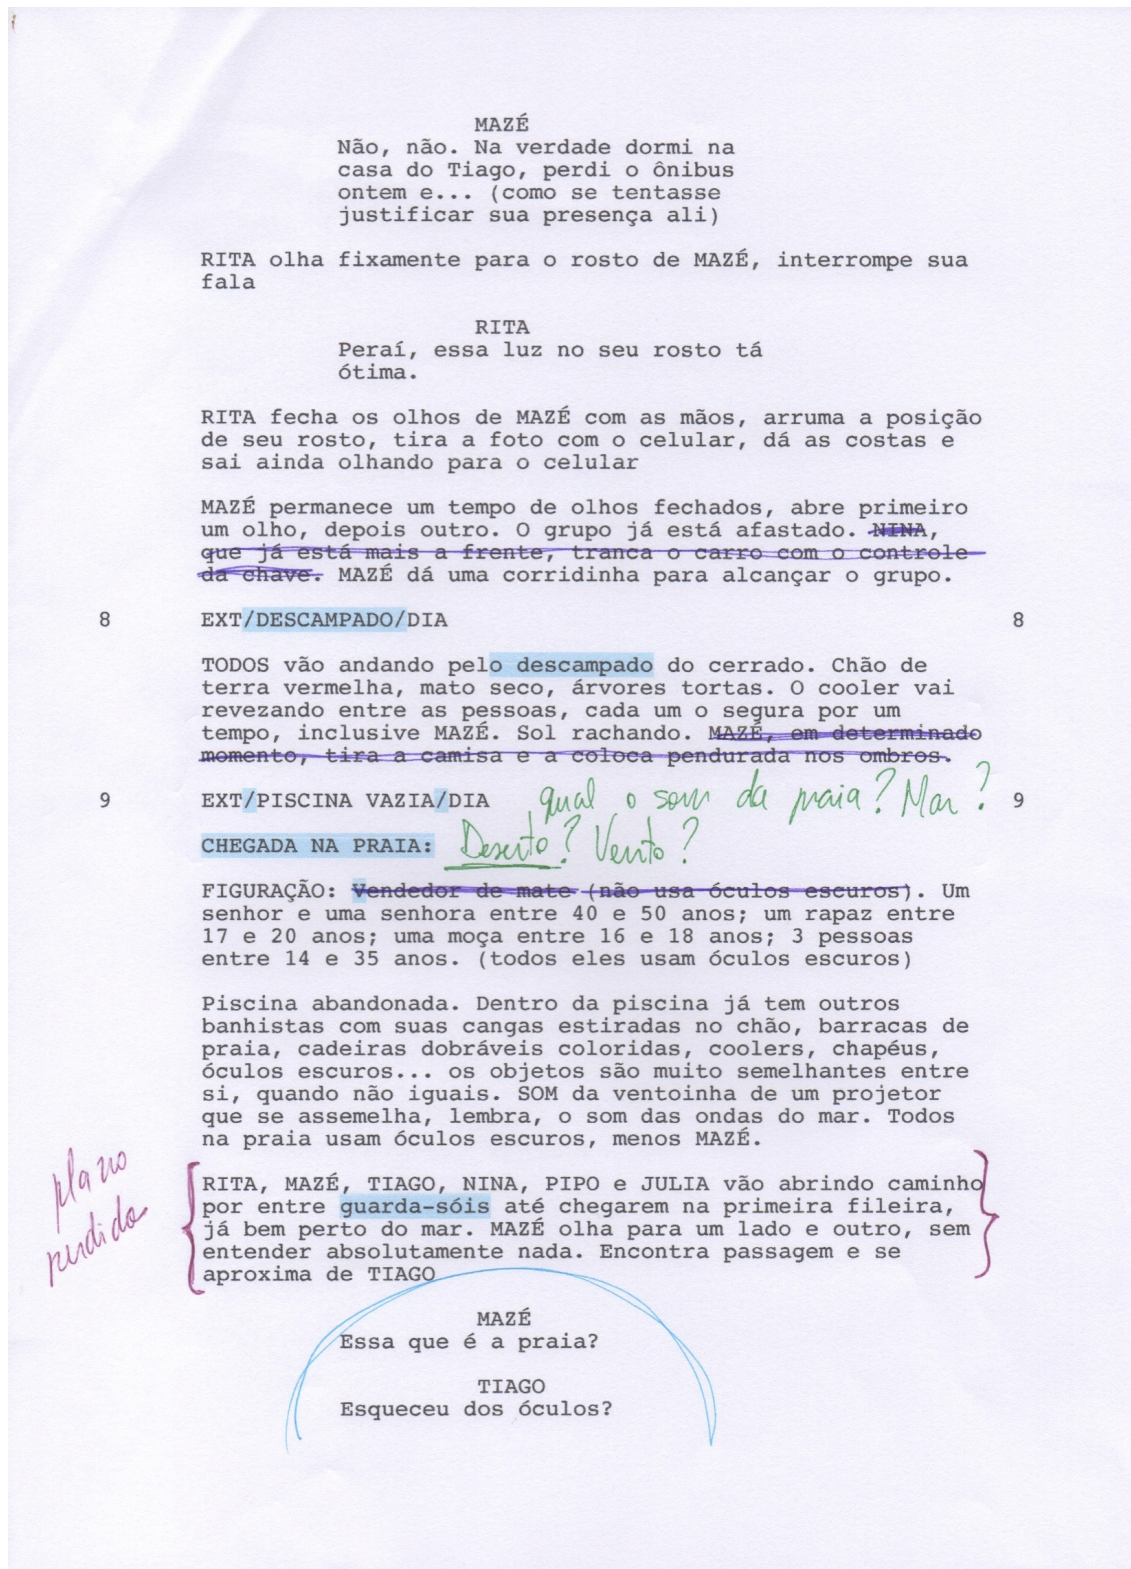 MAZÉ
Não, não. Na verdade dormi na
casa do Tiago, perdi o ônibus
ontem e... (como se tentasse
justificar sua presença ali)
RITA olha fixamente para o rosto de MAZÉ, interrompe sua
fala
RITA
Peraí, essa luz no seu rosto tá
ótima.
RITA fecha os olhos de MAZÉ com as mãos, arruma a posição
de seu rosto, tira a foto com o celular, dá as costas e
sai ainda olhando para o celular
MAZÉ permanece um tempo de olhos fechados, abre primeiro
um olho, depois outro. O grupo já está afastado. NINA,
que já está mais a frente, tranca o carro com o controle
da chave. MAZÉ dá uma corridinha para alcançar o grupo.
8 EXT/DESCAMPADO/DIA 8
TODOS vão andando pelo descampado do cerrado. Chão de
terra vermelha, mato seco, árvores tortas. O cooler vai
revezando entre as pessoas, cada um o segura por um
tempo, inclusive MAZÉ. Sol rachando. MAZÉ, em determinado
momento, tira a camisa e a coloca pendurada nos ombros.
9 EXT/PISCINA VAZIA/DIA qual o som da praia? Mar? 9
CHEGADA NA PRAIA: Deserto? Vento?
FIGURAÇÃO: Vendedor de mate (não usa óculos escuros). Um
senhor e uma senhora entre 40 e 50 anos; um rapaz entre
17 e 20 anos; uma moça entre 16 e 18 anos; 3 pessoas
entre 14 e 35 anos. (todos eles usam óculos escuros)
Piscina abandonada. Dentro da piscina já tem outros
banhistas com suas cangas estiradas no chão, barracas de
praia, cadeiras dobráveis coloridas, coolers, chapéus,
óculos escuros... os objetos são muito semelhantes entre
si, quando não iguais. SOM da ventoinha de um projetor
que se assemelha, lembra, o som das ondas do mar. Todos
na praia usam óculos escuros, menos MAZÉ.
plano
perdido
RITA, MAZÉ, TIAGO, NINA, PIPO e JULIA vão abrindo caminho
por entre guarda-sóis até chegarem na primeira fileira,
já bem perto do mar. MAZÉ olha para um lado e outro, sem
entender absolutamente nada. Encontra passagem e se
aproxima de TIAGO
MAZÉ
Essa que é a praia?
TIAGO
Esqueceu dos óculos?